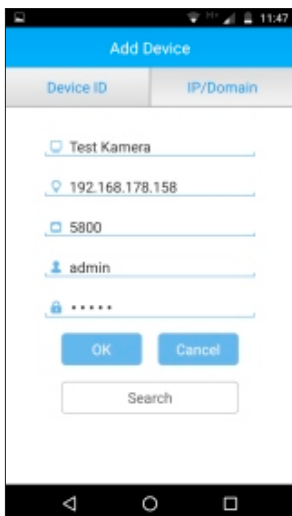 H+ 11:47
Add Device
Device ID IP/Domain
Test Kamera
192.168.178.158
5800
admin
•••••
OK Cancel
Search